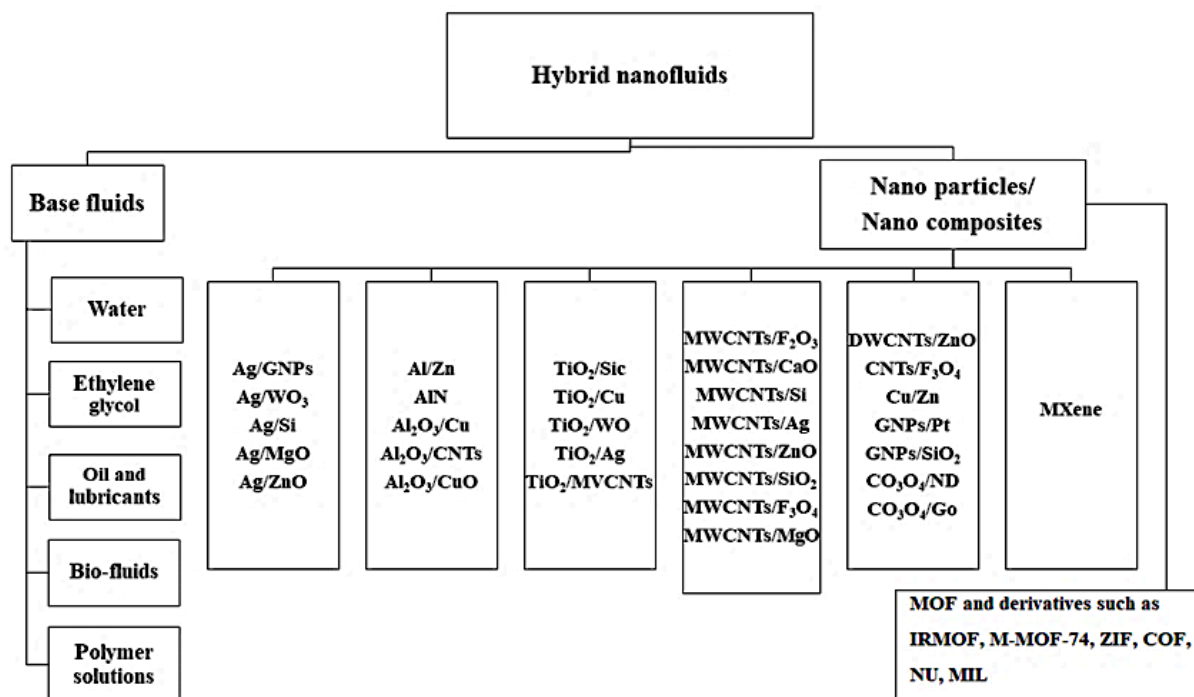 Hybrid nanofluids
Base fluids
Nano particles/
Nano composites
Water
Ethylene
glycol
Oil and
lubricants
Bio-fluids
Polymer
solutions
Ag/GNPs
Ag/WO₃
Ag/Si
Ag/MgO
Ag/ZnO
Al/Zn
AlN
Al₂O₃/Cu
Al₂O₃/CNTs
Al₂O₃/CuO
TiO₂/Sic
TiO₂/Cu
TiO₂/WO
TiO₂/Ag
TiO₂/MVCNTs
MWCNTs/F₂O₃
MWCNTs/CaO
MWCNTs/Si
MWCNTs/Ag
MWCNTs/ZnO
MWCNTs/SiO₂
MWCNTs/F₃O₄
MWCNTs/MgO
DWCNTs/ZnO
CNTs/F₃O₄
Cu/Zn
GNPs/Pt
GNPs/SiO₂
CO₃O₄/ND
CO₃O₄/Go
MXene
MOF and derivatives such as
IRMOF, M-MOF-74, ZIF, COF,
NU, MIL